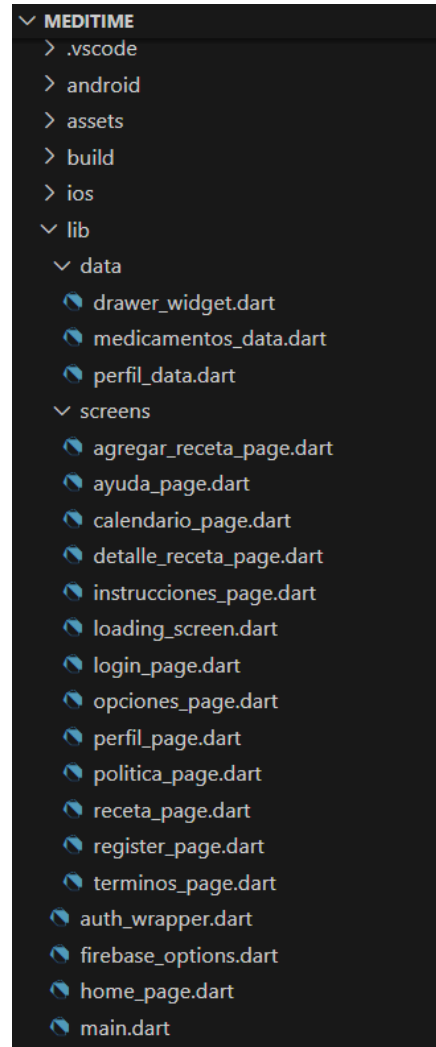 MEDITIME
.vscode
android
assets
build
ios
lib
data
drawer_widget.dart
medicamentos_data.dart
perfil_data.dart
screens
agregar_receta_page.dart
ayuda_page.dart
calendario_page.dart
detalle_receta_page.dart
instrucciones_page.dart
loading_screen.dart
login_page.dart
opciones_page.dart
perfil_page.dart
politica_page.dart
receta_page.dart
register_page.dart
terminos_page.dart
auth_wrapper.dart
firebase_options.dart
home_page.dart
main.dart